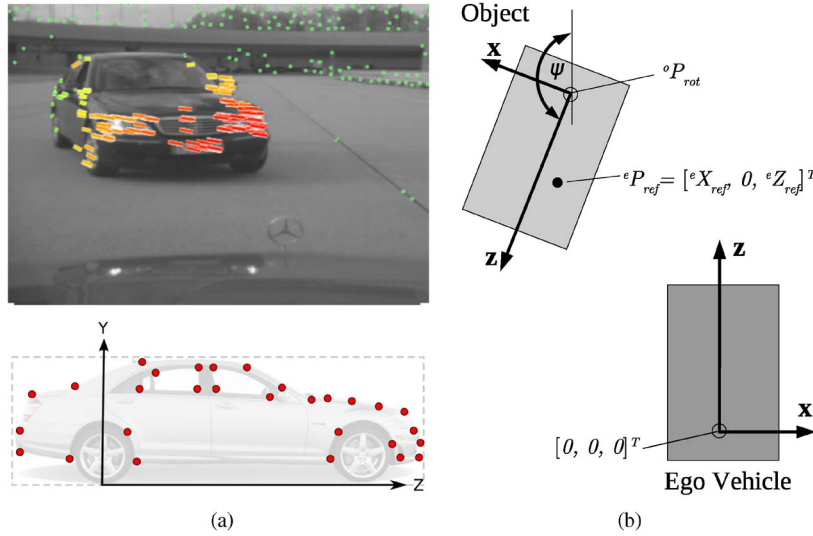 Y
Z
(a)
Object
x
ψ
ᵒP_rot
ᵉP_ref = [ᵉX_ref, 0, ᵉZ_ref]ᵀ
z
z
x
[0, 0, 0]ᵀ
Ego Vehicle
(b)